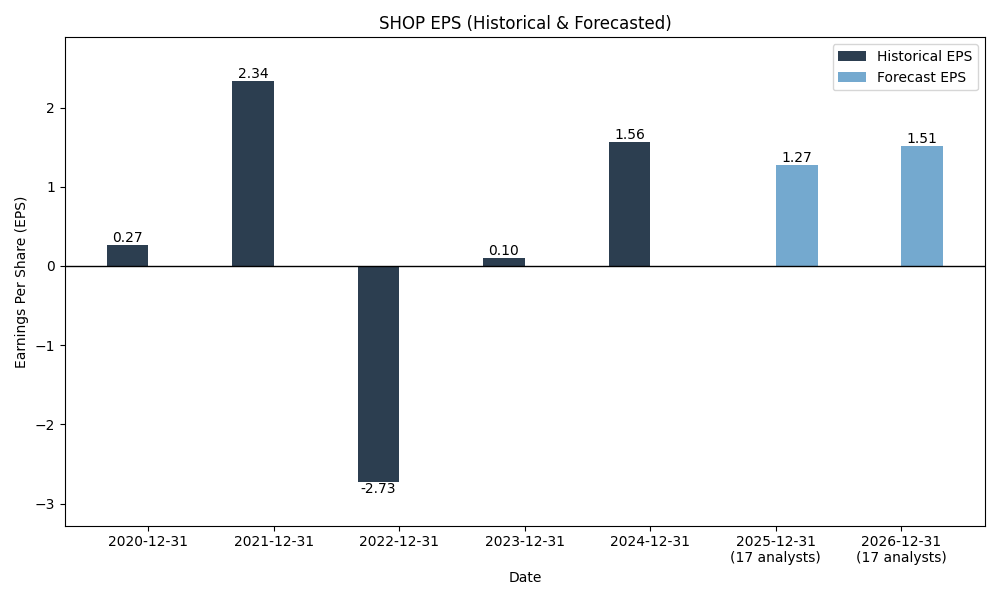 SHOP EPS (Historical & Forecasted)
Historical EPS
Forecast EPS
Earnings Per Share (EPS)
2
1
0
−1
−2
−3
0.27
2.34
-2.73
0.10
1.56
1.27
1.51
2020-12-31
2021-12-31
2022-12-31
2023-12-31
2024-12-31
2025-12-31
(17 analysts)
2026-12-31
(17 analysts)
Date